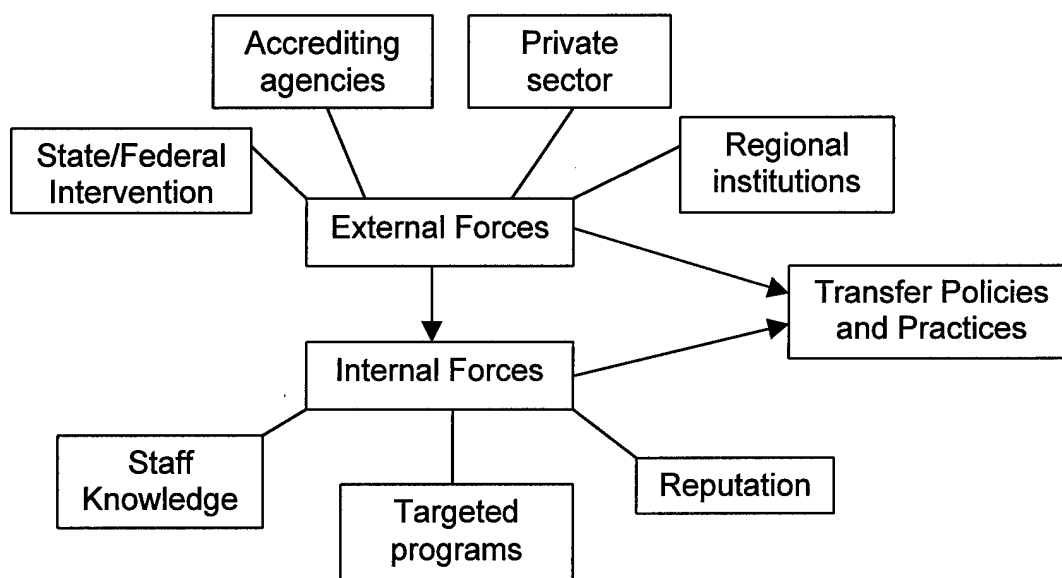 Accrediting
agencies
Private
sector
State/Federal
Intervention
Regional
institutions
External Forces
Transfer Policies
and Practices
Internal Forces
Staff
Knowledge
Targeted
programs
Reputation